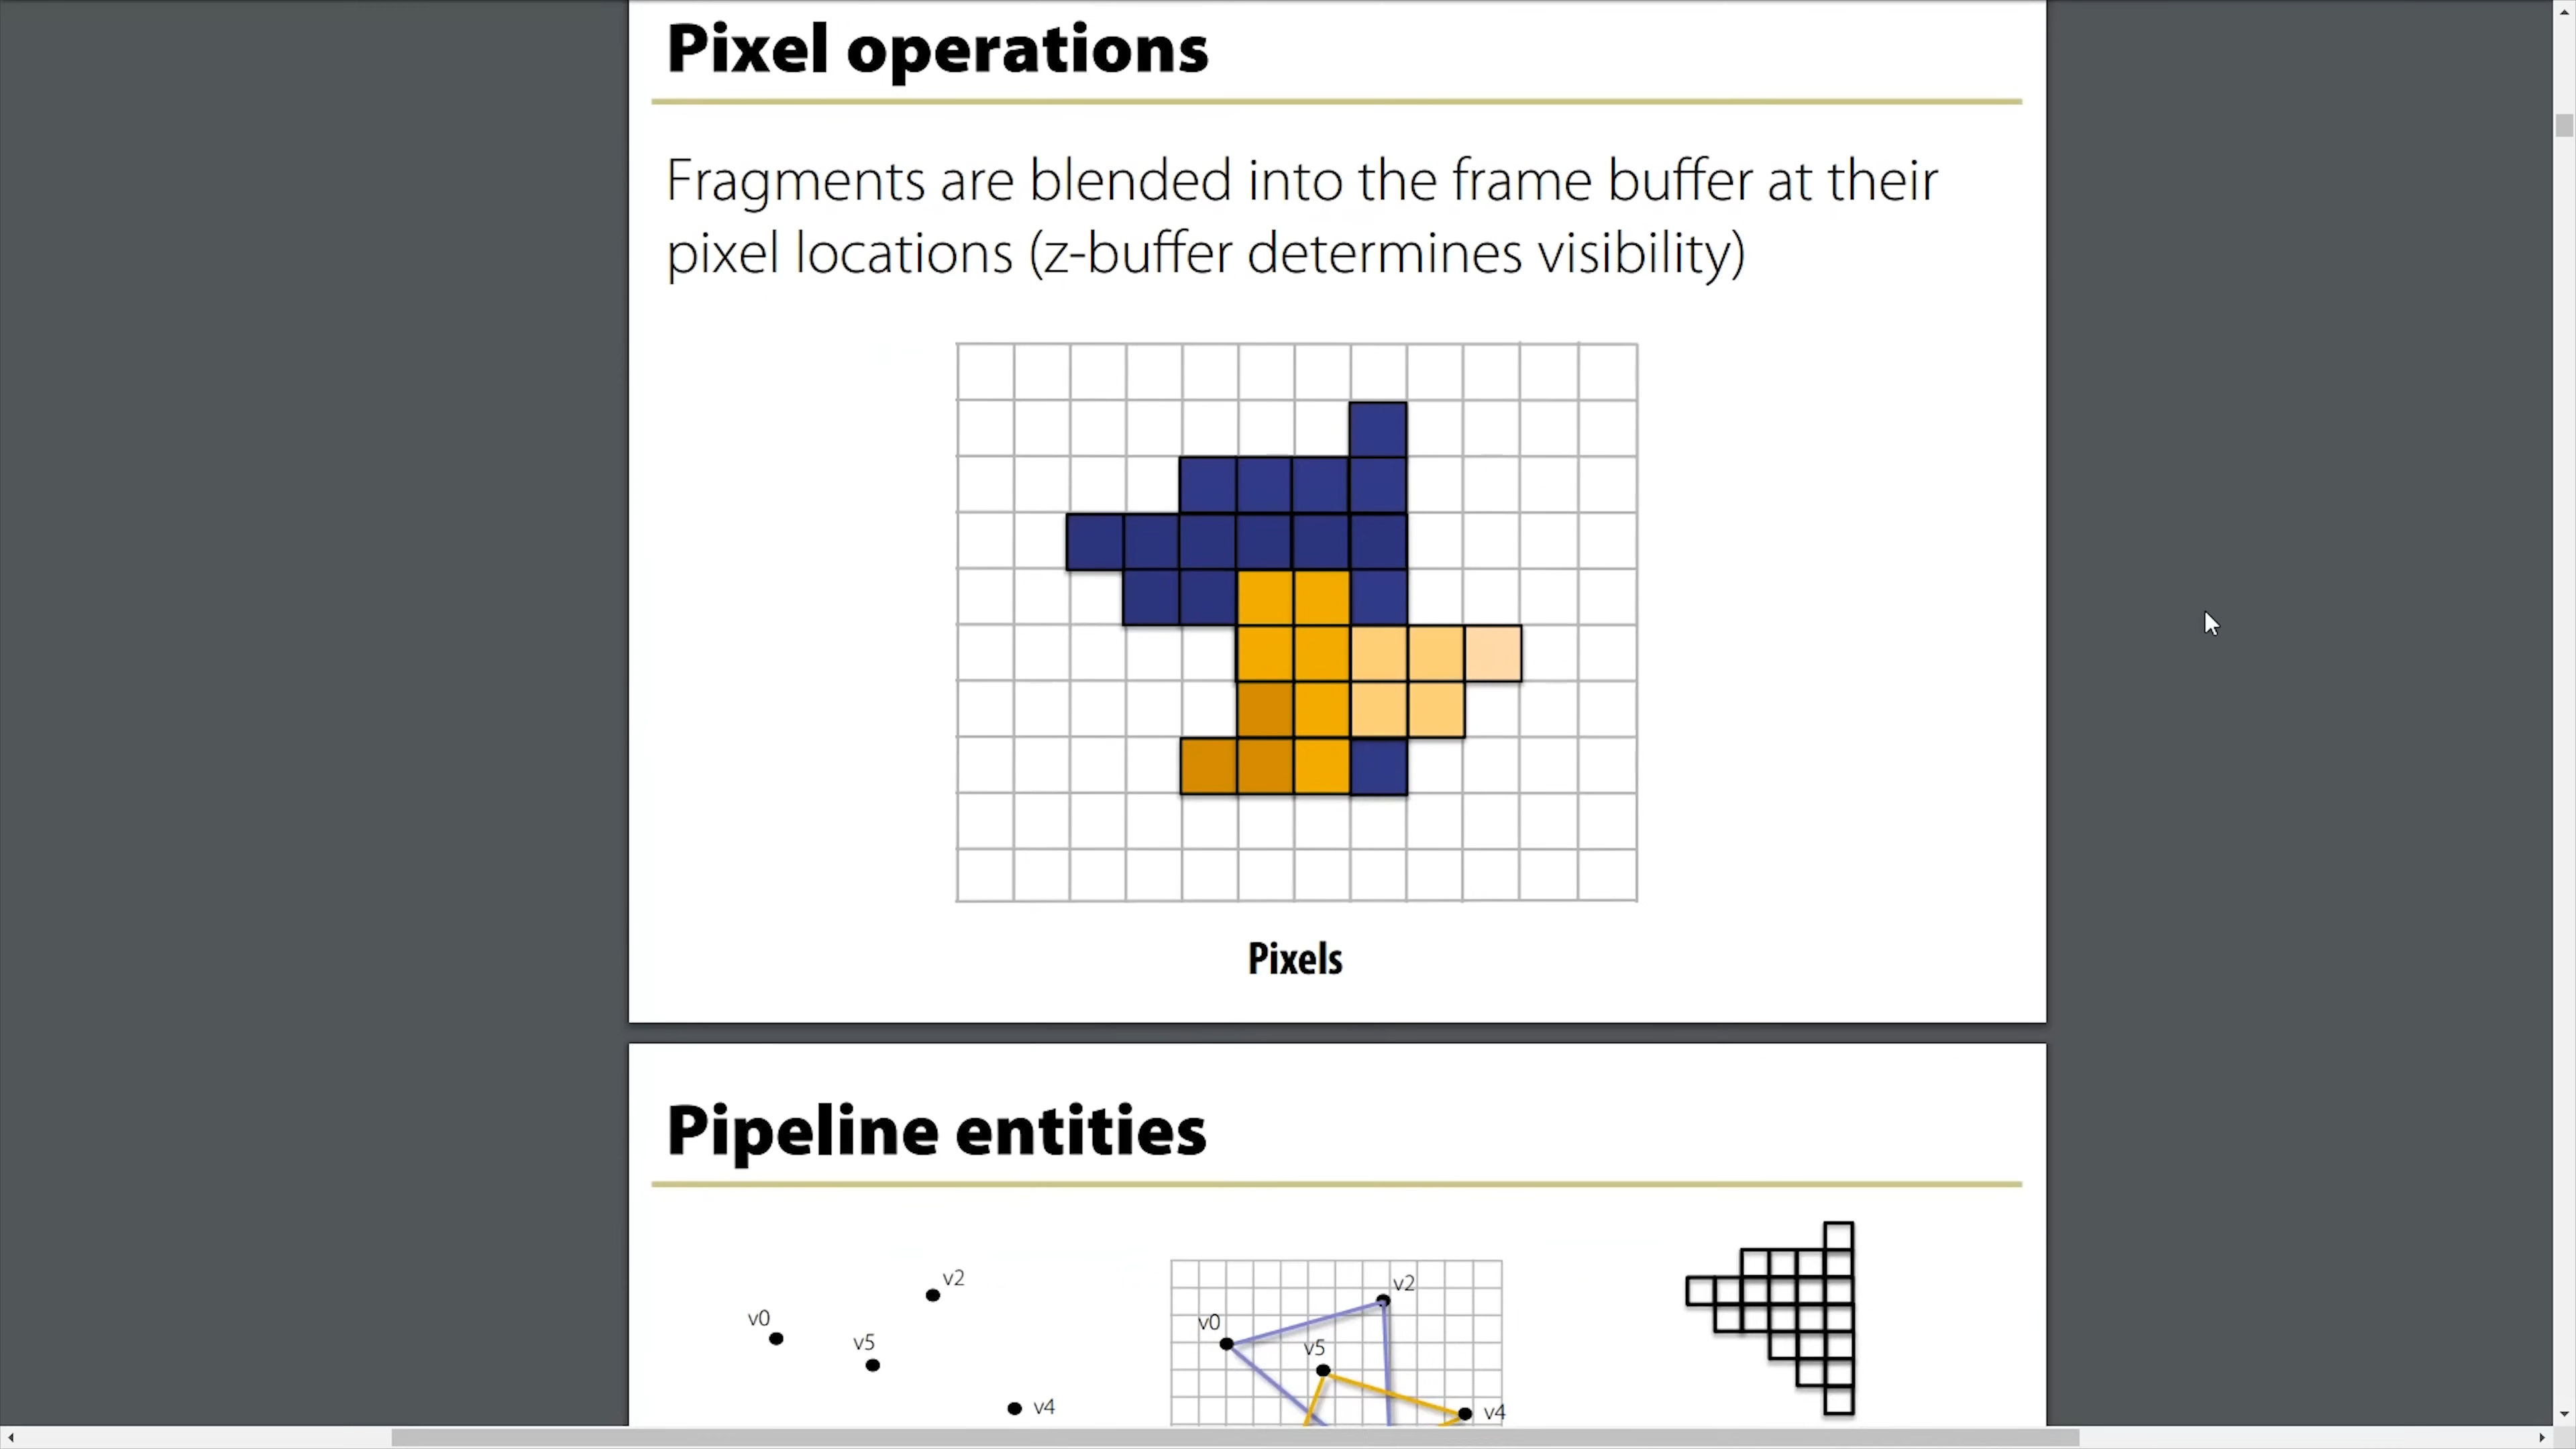 Pixel operations
Fragments are blended into the frame buffer at their
pixel locations (z-buffer determines visibility)
Pixels
Pipeline entities
v2
v0
v5
v4
v2
v0
v5
v4